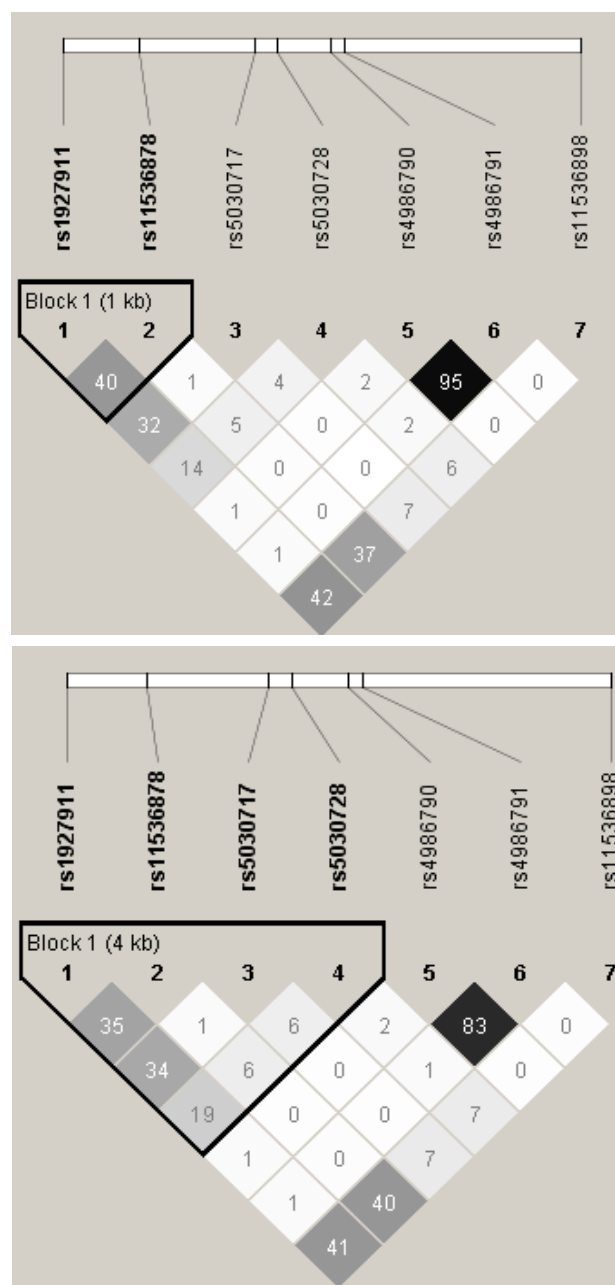 rs1927911
rs11536878
rs5030717
rs5030728
rs4986790
rs4986791
rs11536898
Block 1 (1 kb)
1 2 3 4 5 6 7
40 1 4 2 95 0
32 5 0 2 0
14 0 0 6
1 0 7
1 37
42
rs1927911
rs11536878
rs5030717
rs5030728
rs4986790
rs4986791
rs11536898
Block 1 (4 kb)
1 2 3 4 5 6 7
35 1 6 2 83 0
34 6 0 1 0
19 0 0 7
1 0 7
1 40
41